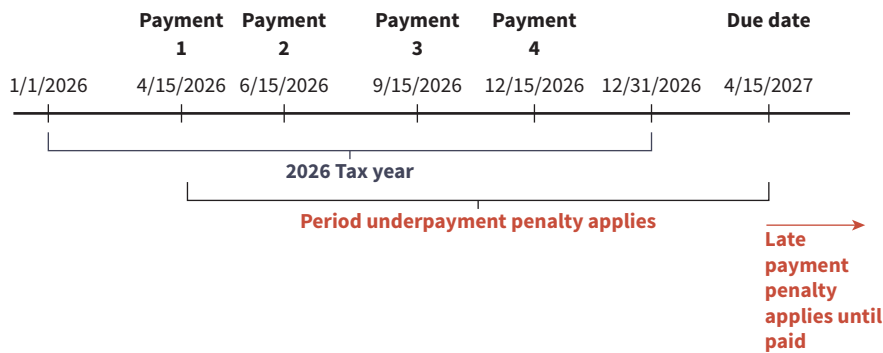 Payment Payment Payment Payment Due date
1 2 3 4
1/1/2026 4/15/2026 6/15/2026 9/15/2026 12/15/2026 12/31/2026 4/15/2027
2026 Tax year
Period underpayment penalty applies
Late
payment
penalty
applies until
paid